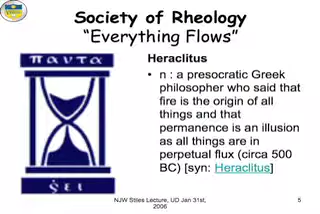 Society of Rheology
“Everything Flows”
παντα
ῥει
Heraclitus
• n : a presocratic Greek
philosopher who said that
fire is the origin of all
things and that
permanence is an illusion
as all things are in
perpetual flux (circa 500
BC) [syn: Heraclitus]
NJW Stiles Lecture, UD Jan 31st,
2006
5